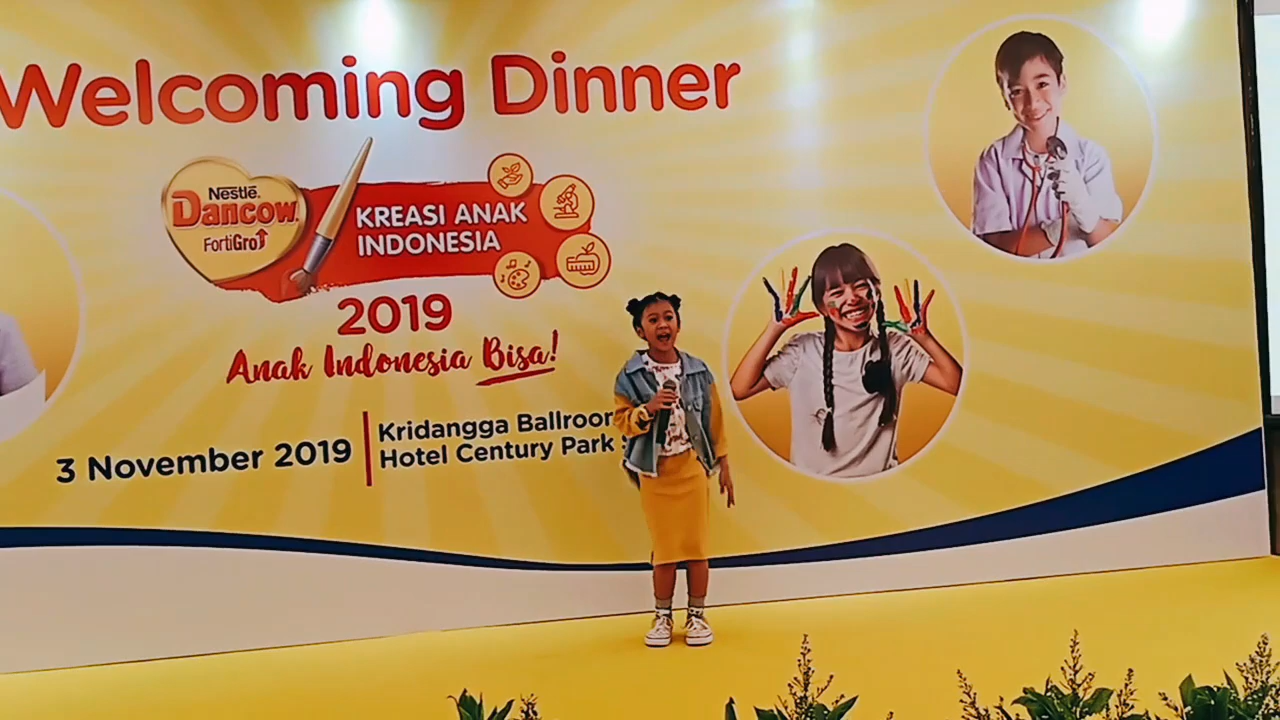 Welcoming Dinner
Nestlé.
Dancow
FortiGro
KREASI ANAK
INDONESIA
2019
Anak Indonesia Bisa!
3 November 2019
Kridangga Ballroo
Hotel Century Park